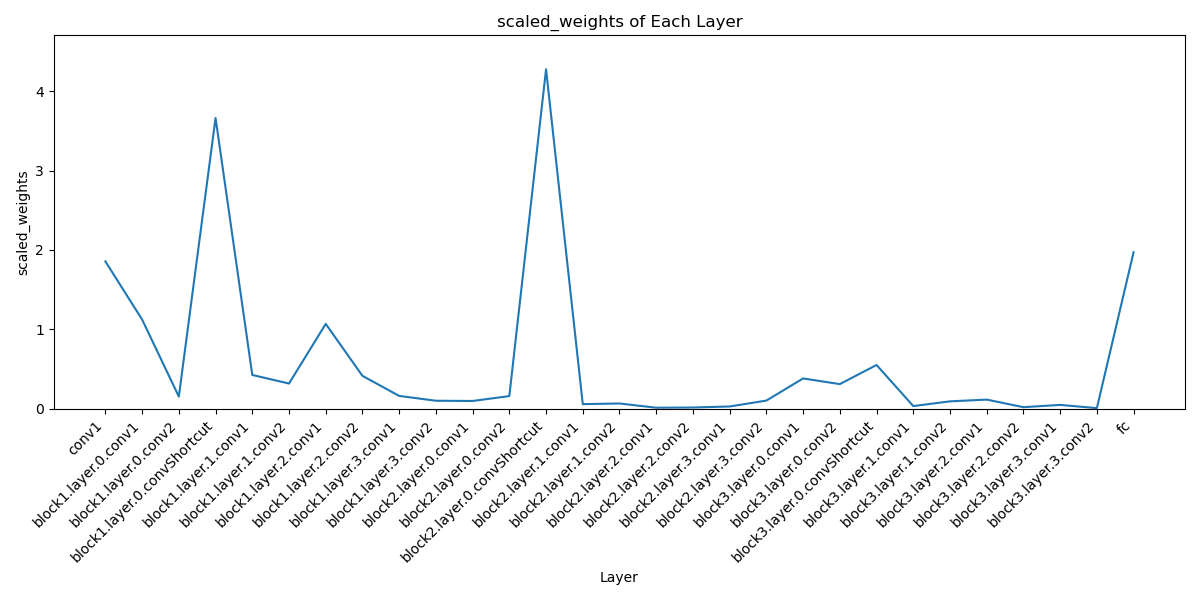 scaled_weights of Each Layer
scaled_weights
4
3
2
1
0
conv1
block1.layer.0.conv1
block1.layer.0.conv2
block1.layer.0.convShortcut
block1.layer.1.conv1
block1.layer.1.conv2
block1.layer.2.conv1
block1.layer.2.conv2
block1.layer.3.conv1
block1.layer.3.conv2
block2.layer.0.conv1
block2.layer.0.conv2
block2.layer.0.convShortcut
block2.layer.1.conv1
block2.layer.1.conv2
block2.layer.2.conv1
block2.layer.2.conv2
block2.layer.3.conv1
block2.layer.3.conv2
block3.layer.0.conv1
block3.layer.0.conv2
block3.layer.0.convShortcut
block3.layer.1.conv1
block3.layer.1.conv2
block3.layer.2.conv1
block3.layer.2.conv2
block3.layer.3.conv1
block3.layer.3.conv2
fc
Layer